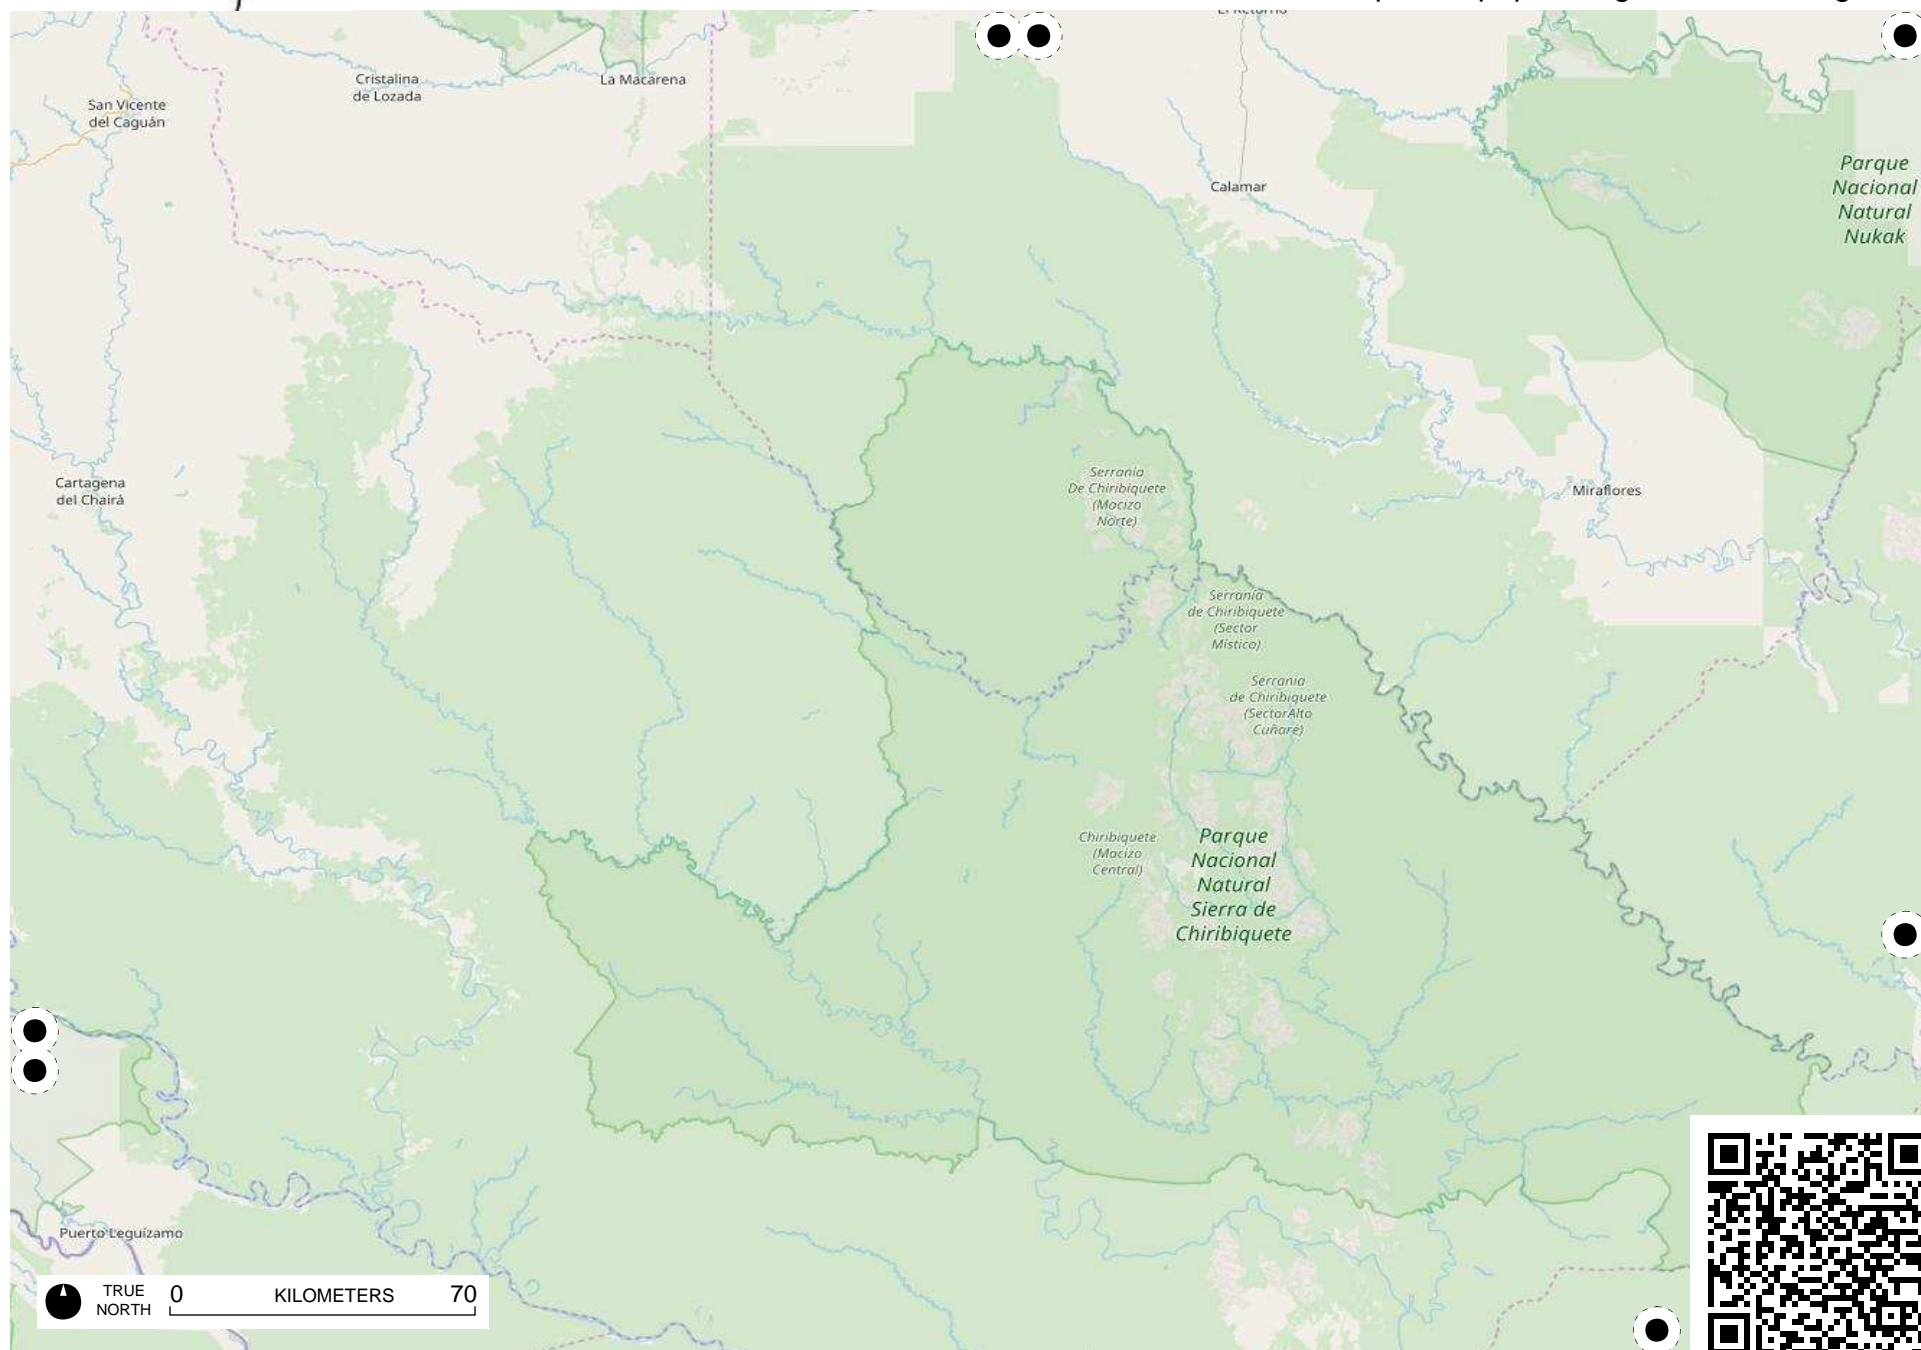 El Retorno
Cristalina
de Lozada
La Macarena
San Vicente
del Caguán
Parque
Nacional
Natural
Nukak
Calamar
Serranía
De Chiribiquete
(Macizo
Norte)
Cartagena
del Chairá
Miraflores
Serranía
de Chiribiquete
(Sector
Místico)
Serranía
de Chiribiquete
(SectorAlto
Cuñare)
Chiribiquete
(Macizo
Central)
Parque
Nacional
Natural
Sierra de
Chiribiquete
Puerto Leguízamo
TRUE
NORTH
0 KILOMETERS 70